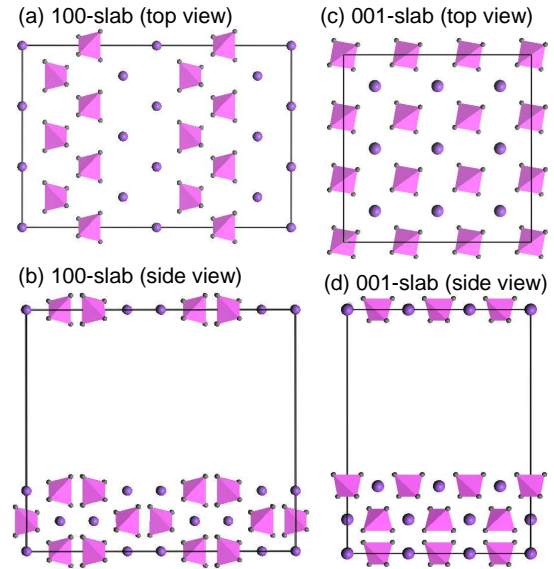 (a) 100-slab (top view)
(c) 001-slab (top view)
(b) 100-slab (side view)
(d) 001-slab (side view)